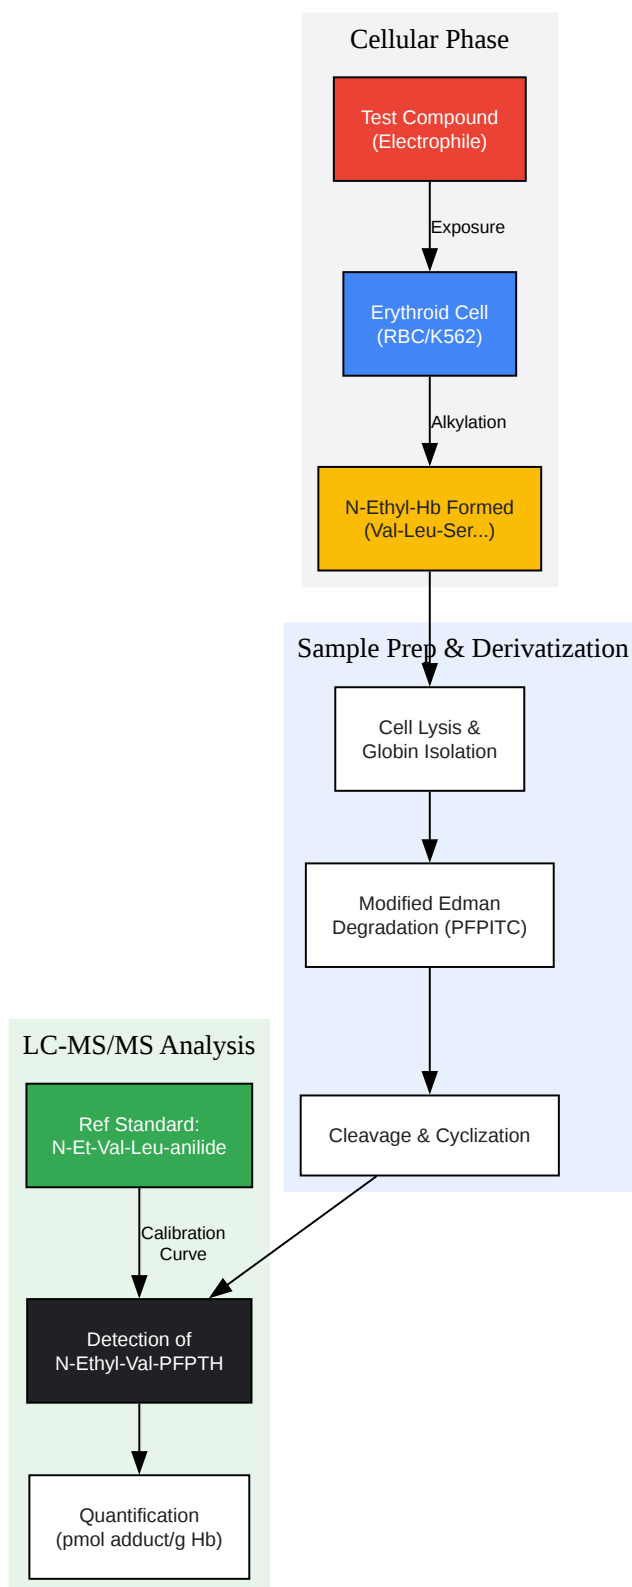 Cellular Phase
Test Compound
(Electrophile)
Exposure
Erythroid Cell
(RBC/K562)
Alkylation
N-Ethyl-Hb Formed
(Val-Leu-Ser...)
Sample Prep & Derivatization
Cell Lysis &
Globin Isolation
Modified Edman
Degradation (PFPITC)
Cleavage & Cyclization
LC-MS/MS Analysis
Ref Standard:
N-Et-Val-Leu-anilide
Calibration
Curve
Detection of
N-Ethyl-Val-PFPTH
Quantification
(pmol adduct/g Hb)